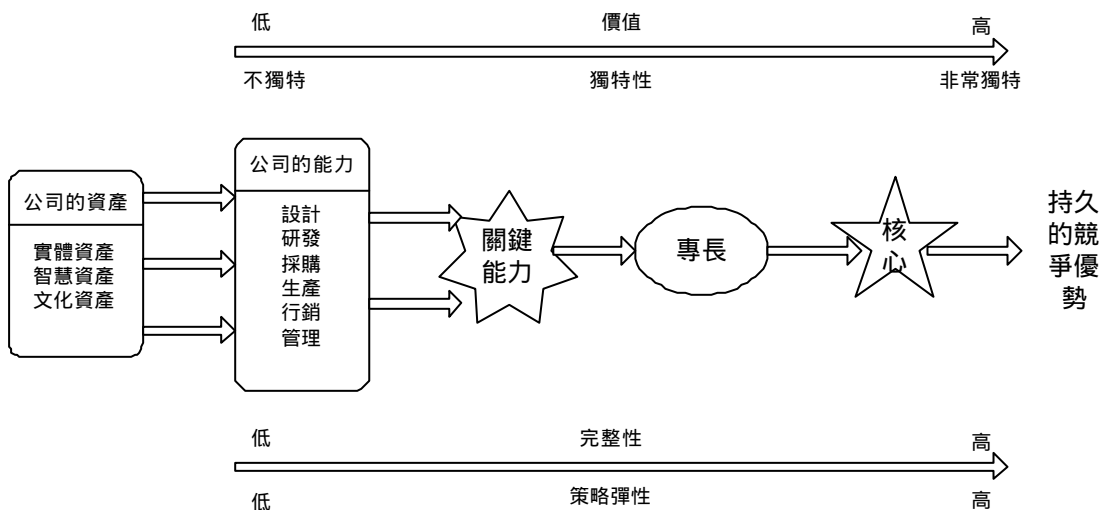 低 價值 高
不獨特 獨特性 非常獨特
公司的資產
實體資產
智慧資產
文化資產
公司的能力
設計
研發
採購
生產
行銷
管理
關鍵
能力
專長
核
心
持久
的競
爭優
勢
低 完整性 高
低 策略彈性 高